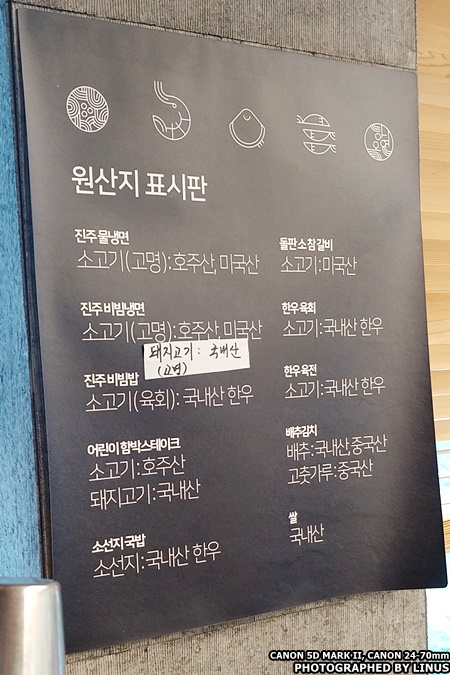 원산지 표시판
진주 물냉면
소고기(고명):호주산, 미국산
진주 비빔냉면
소고기(고명):호주산, 미국산
돼지고기: 국내산
(고명)
진주 비빔밥
소고기(육회): 국내산 한우
어린이 함박스테이크
소고기:호주산
돼지고기:국내산
소선지 국밥
소선지:국내산 한우
돌판 소 참갈비
소고기:미국산
한우 육회
소고기:국내산 한우
한우 육전
소고기:국내산 한우
배추김치
배추:국내산,중국산
고춧가루:중국산
쌀
국내산
CANON 5D MARK II, CANON 24-70mm
PHOTOGRAPHED BY LINUS